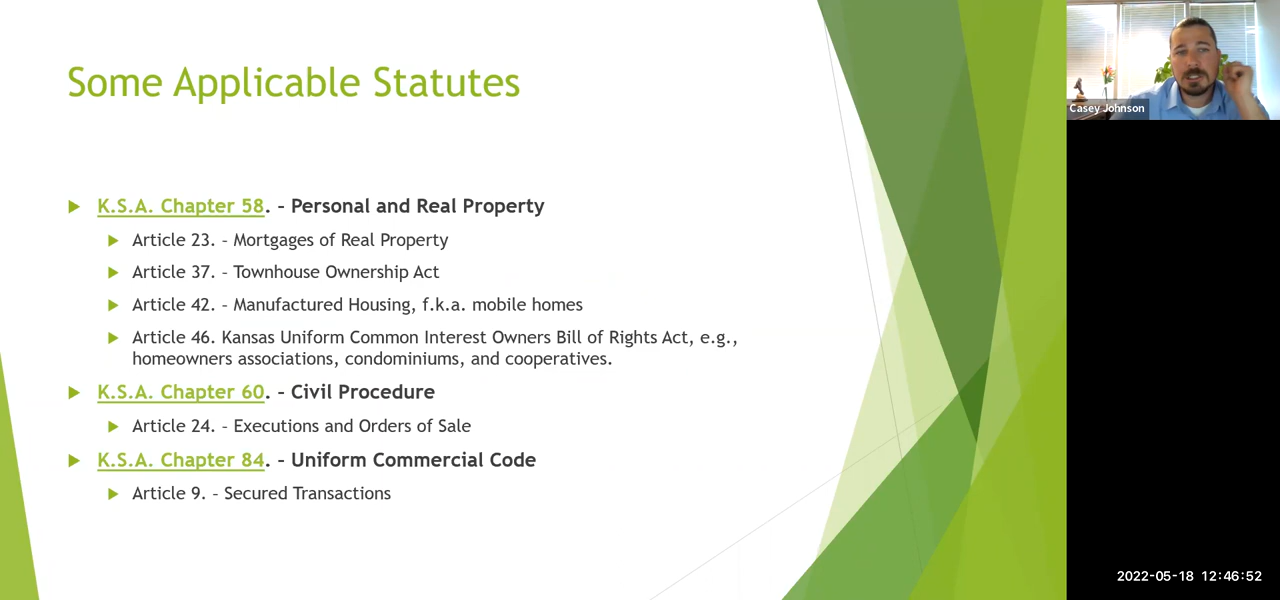 Some Applicable Statutes
K.S.A. Chapter 58. – Personal and Real Property
Article 23. – Mortgages of Real Property
Article 37. – Townhouse Ownership Act
Article 42. – Manufactured Housing, f.k.a. mobile homes
Article 46. Kansas Uniform Common Interest Owners Bill of Rights Act, e.g.,
homeowners associations, condominiums, and cooperatives.
K.S.A. Chapter 60. – Civil Procedure
Article 24. – Executions and Orders of Sale
K.S.A. Chapter 84. – Uniform Commercial Code
Article 9. – Secured Transactions
Casey Johnson
2022-05-18 12:46:52